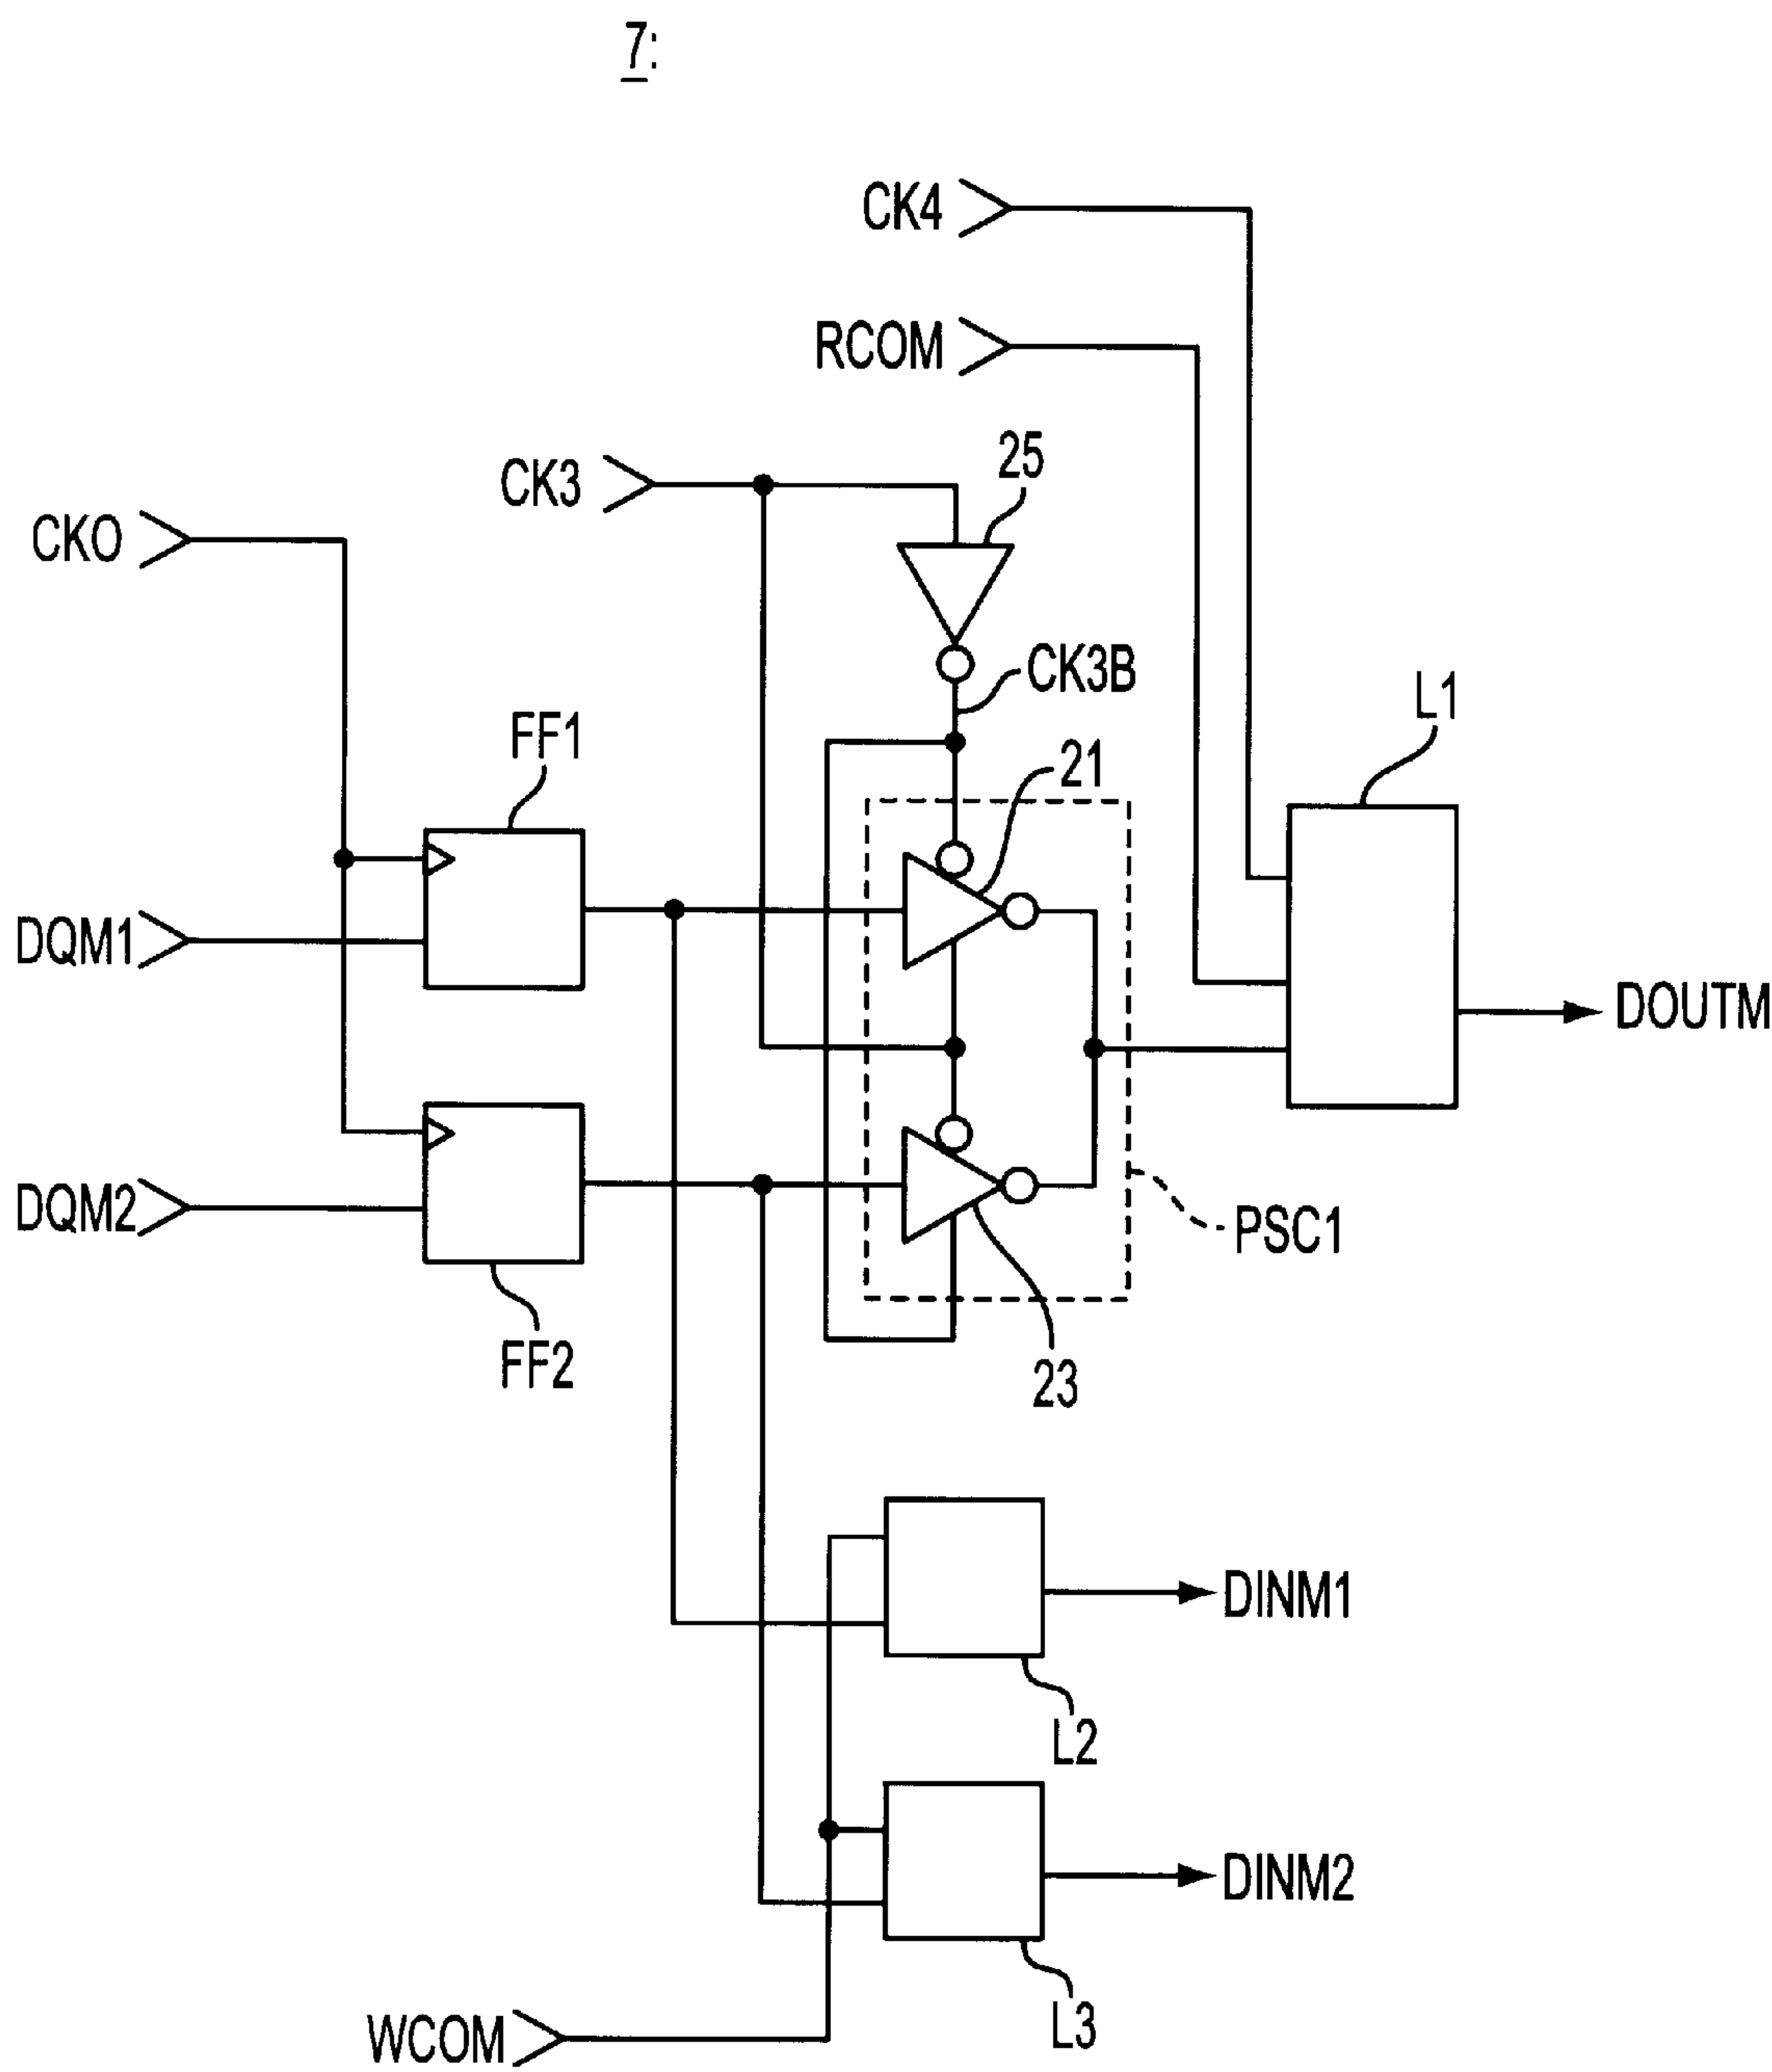 7:
CK4
RCOM
25
CK3
CKO
CK3B
L1
FF1
21
DQM1
DOUTM
DQM2
PSC1
FF2
23
DINM1
L2
DINM2
L3
WCOM